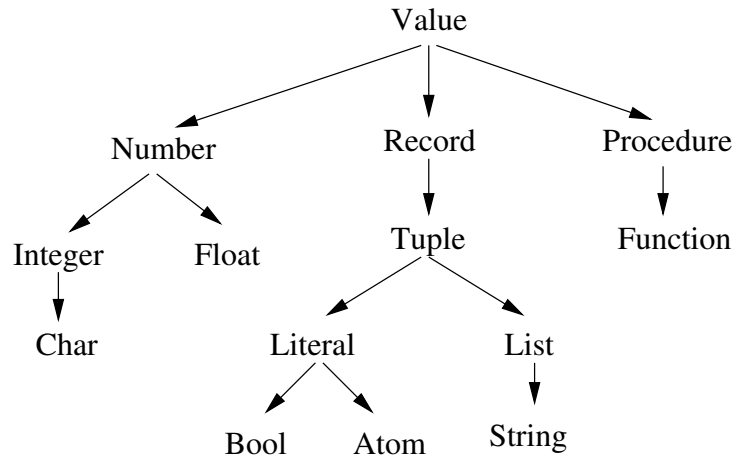 Value
Number Record Procedure
Integer Float Tuple Function
Char Literal List
Bool Atom String